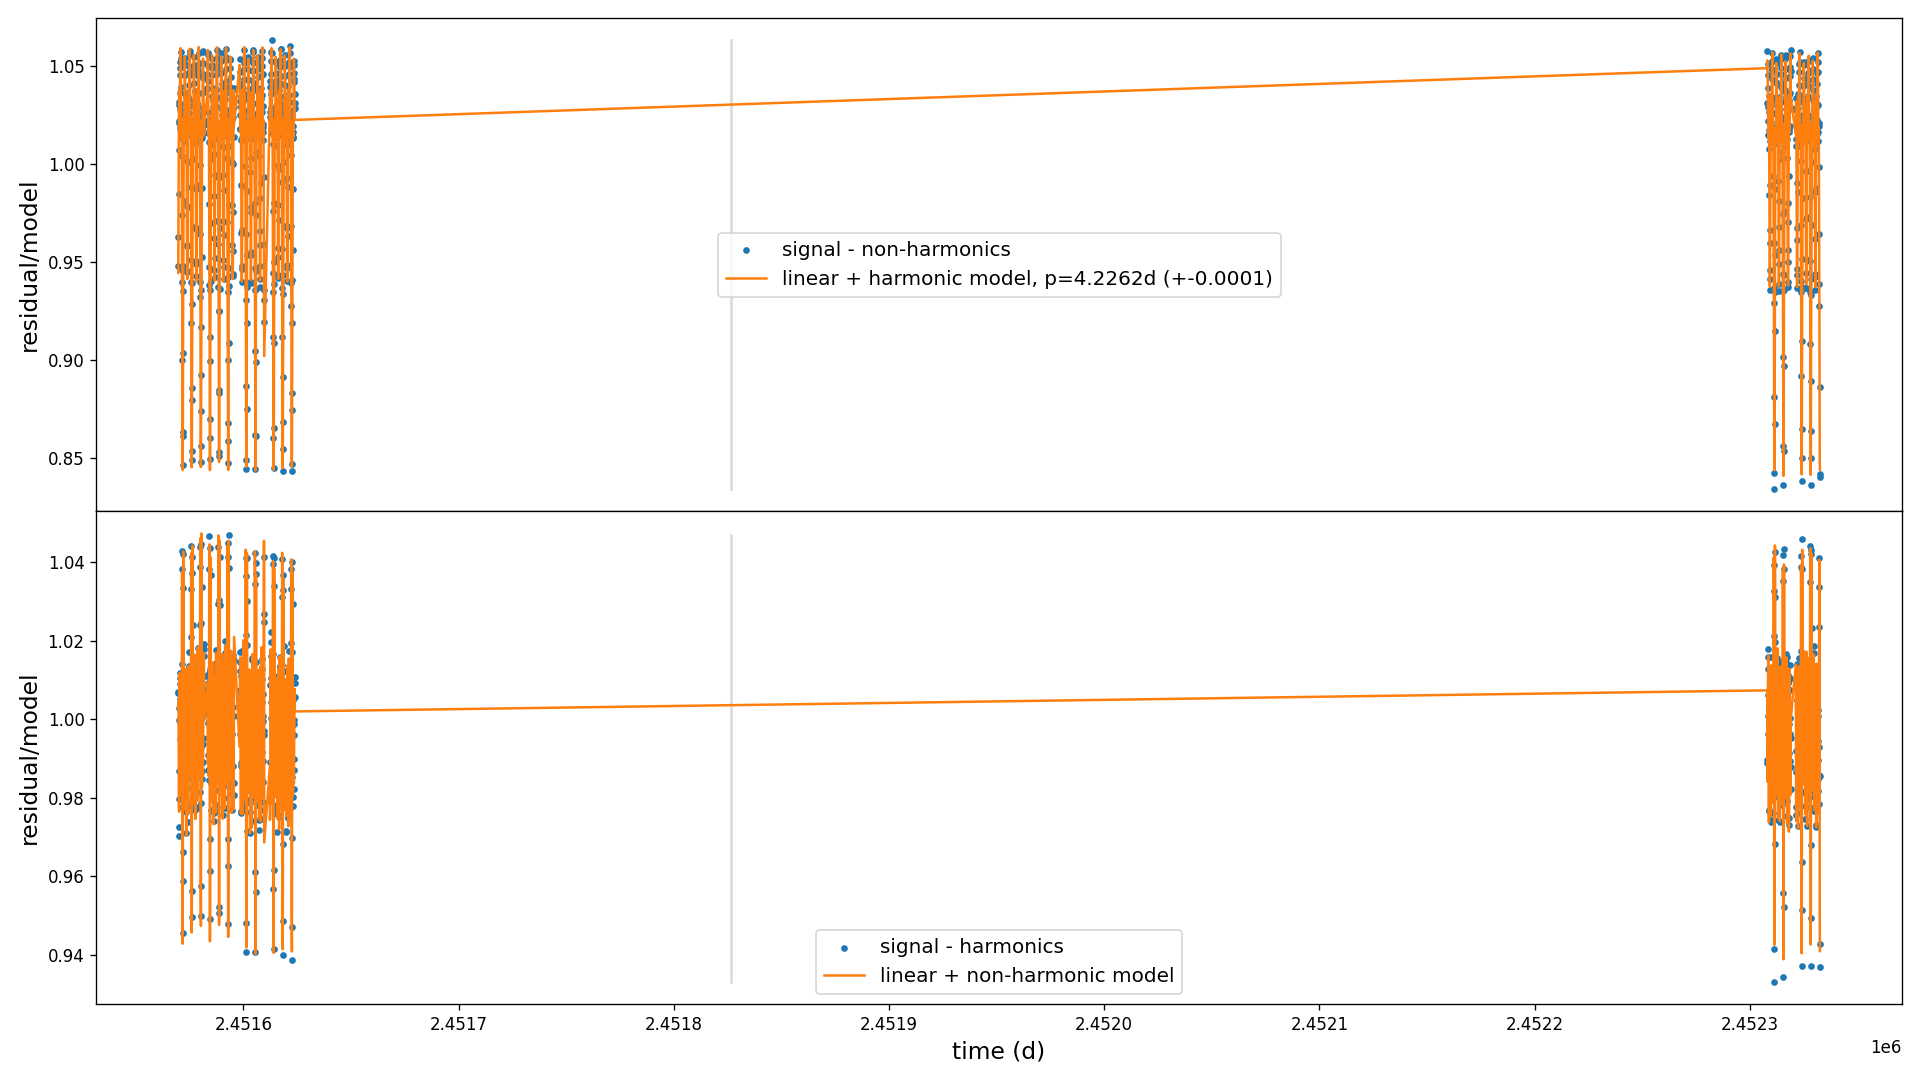 1.05
1.00
0.95
0.90
0.85
residual/model
signal - non-harmonics
linear + harmonic model, p=4.2262d (+-0.0001)
1.04
1.02
1.00
0.98
0.96
0.94
residual/model
signal - harmonics
linear + non-harmonic model
2.4516
2.4517
2.4518
2.4519
2.4520
2.4521
2.4522
2.4523
1e6
time (d)